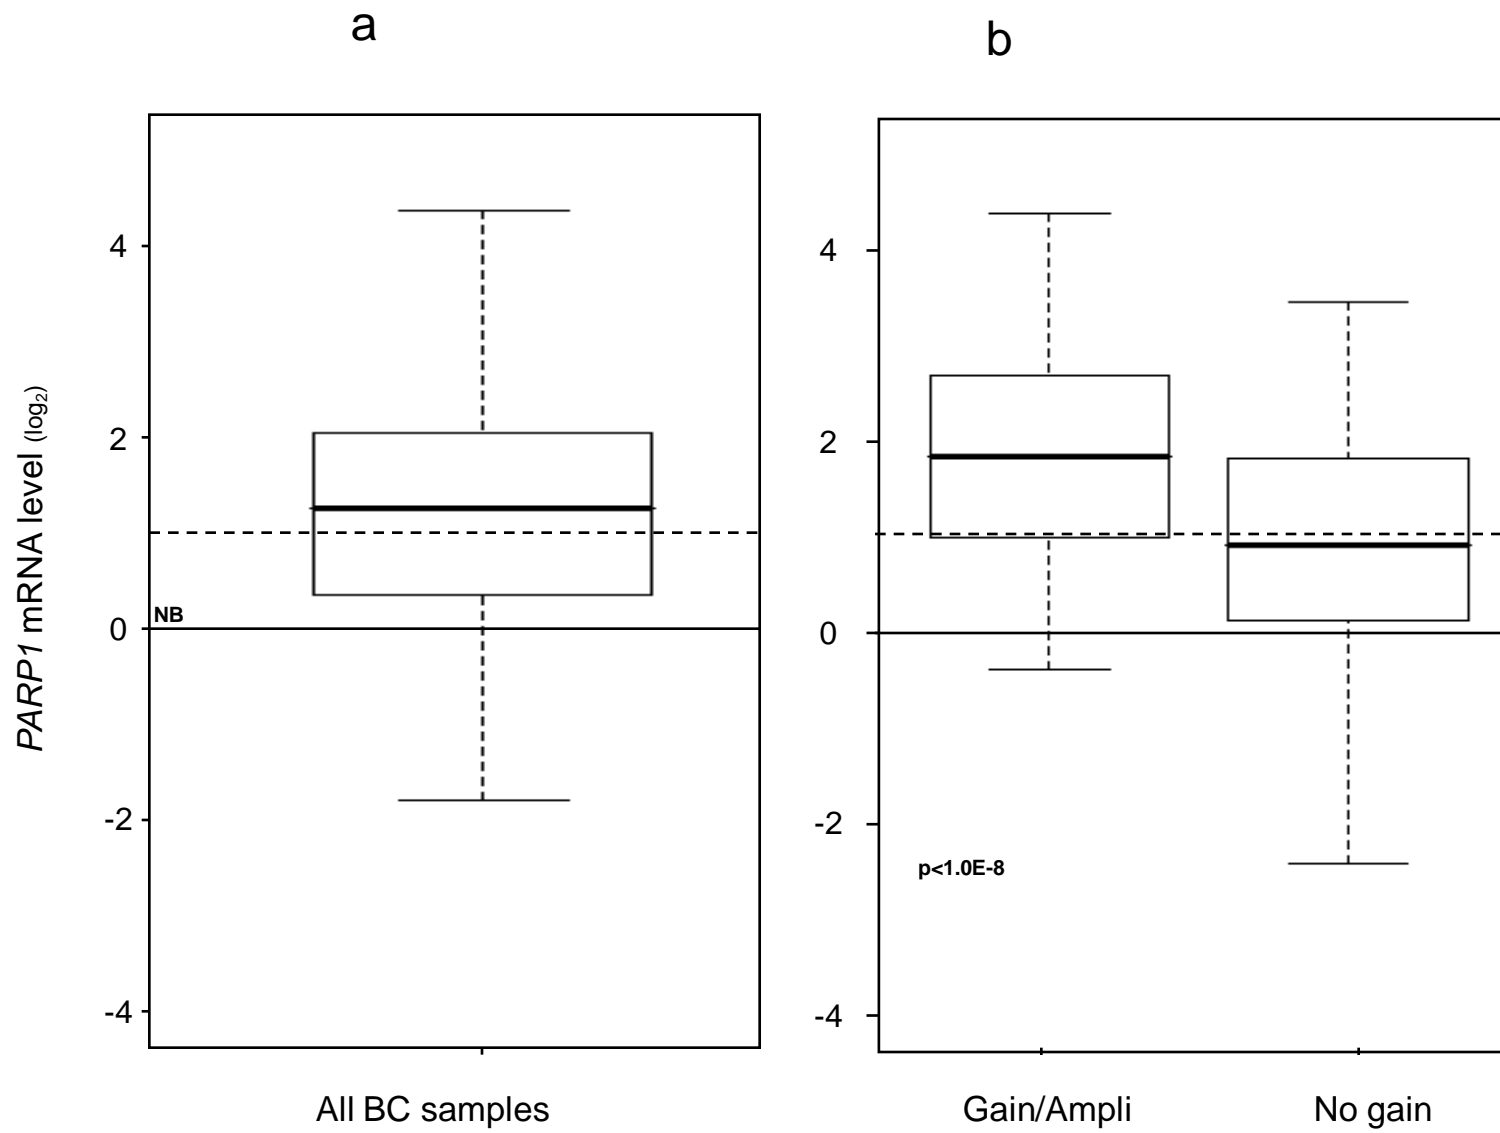 a
b
PARP1 mRNA level (log₂)
4
2
0
-2
-4
NB
All BC samples
4
2
0
-2
-4
p<1.0E-8
Gain/Ampli
No gain